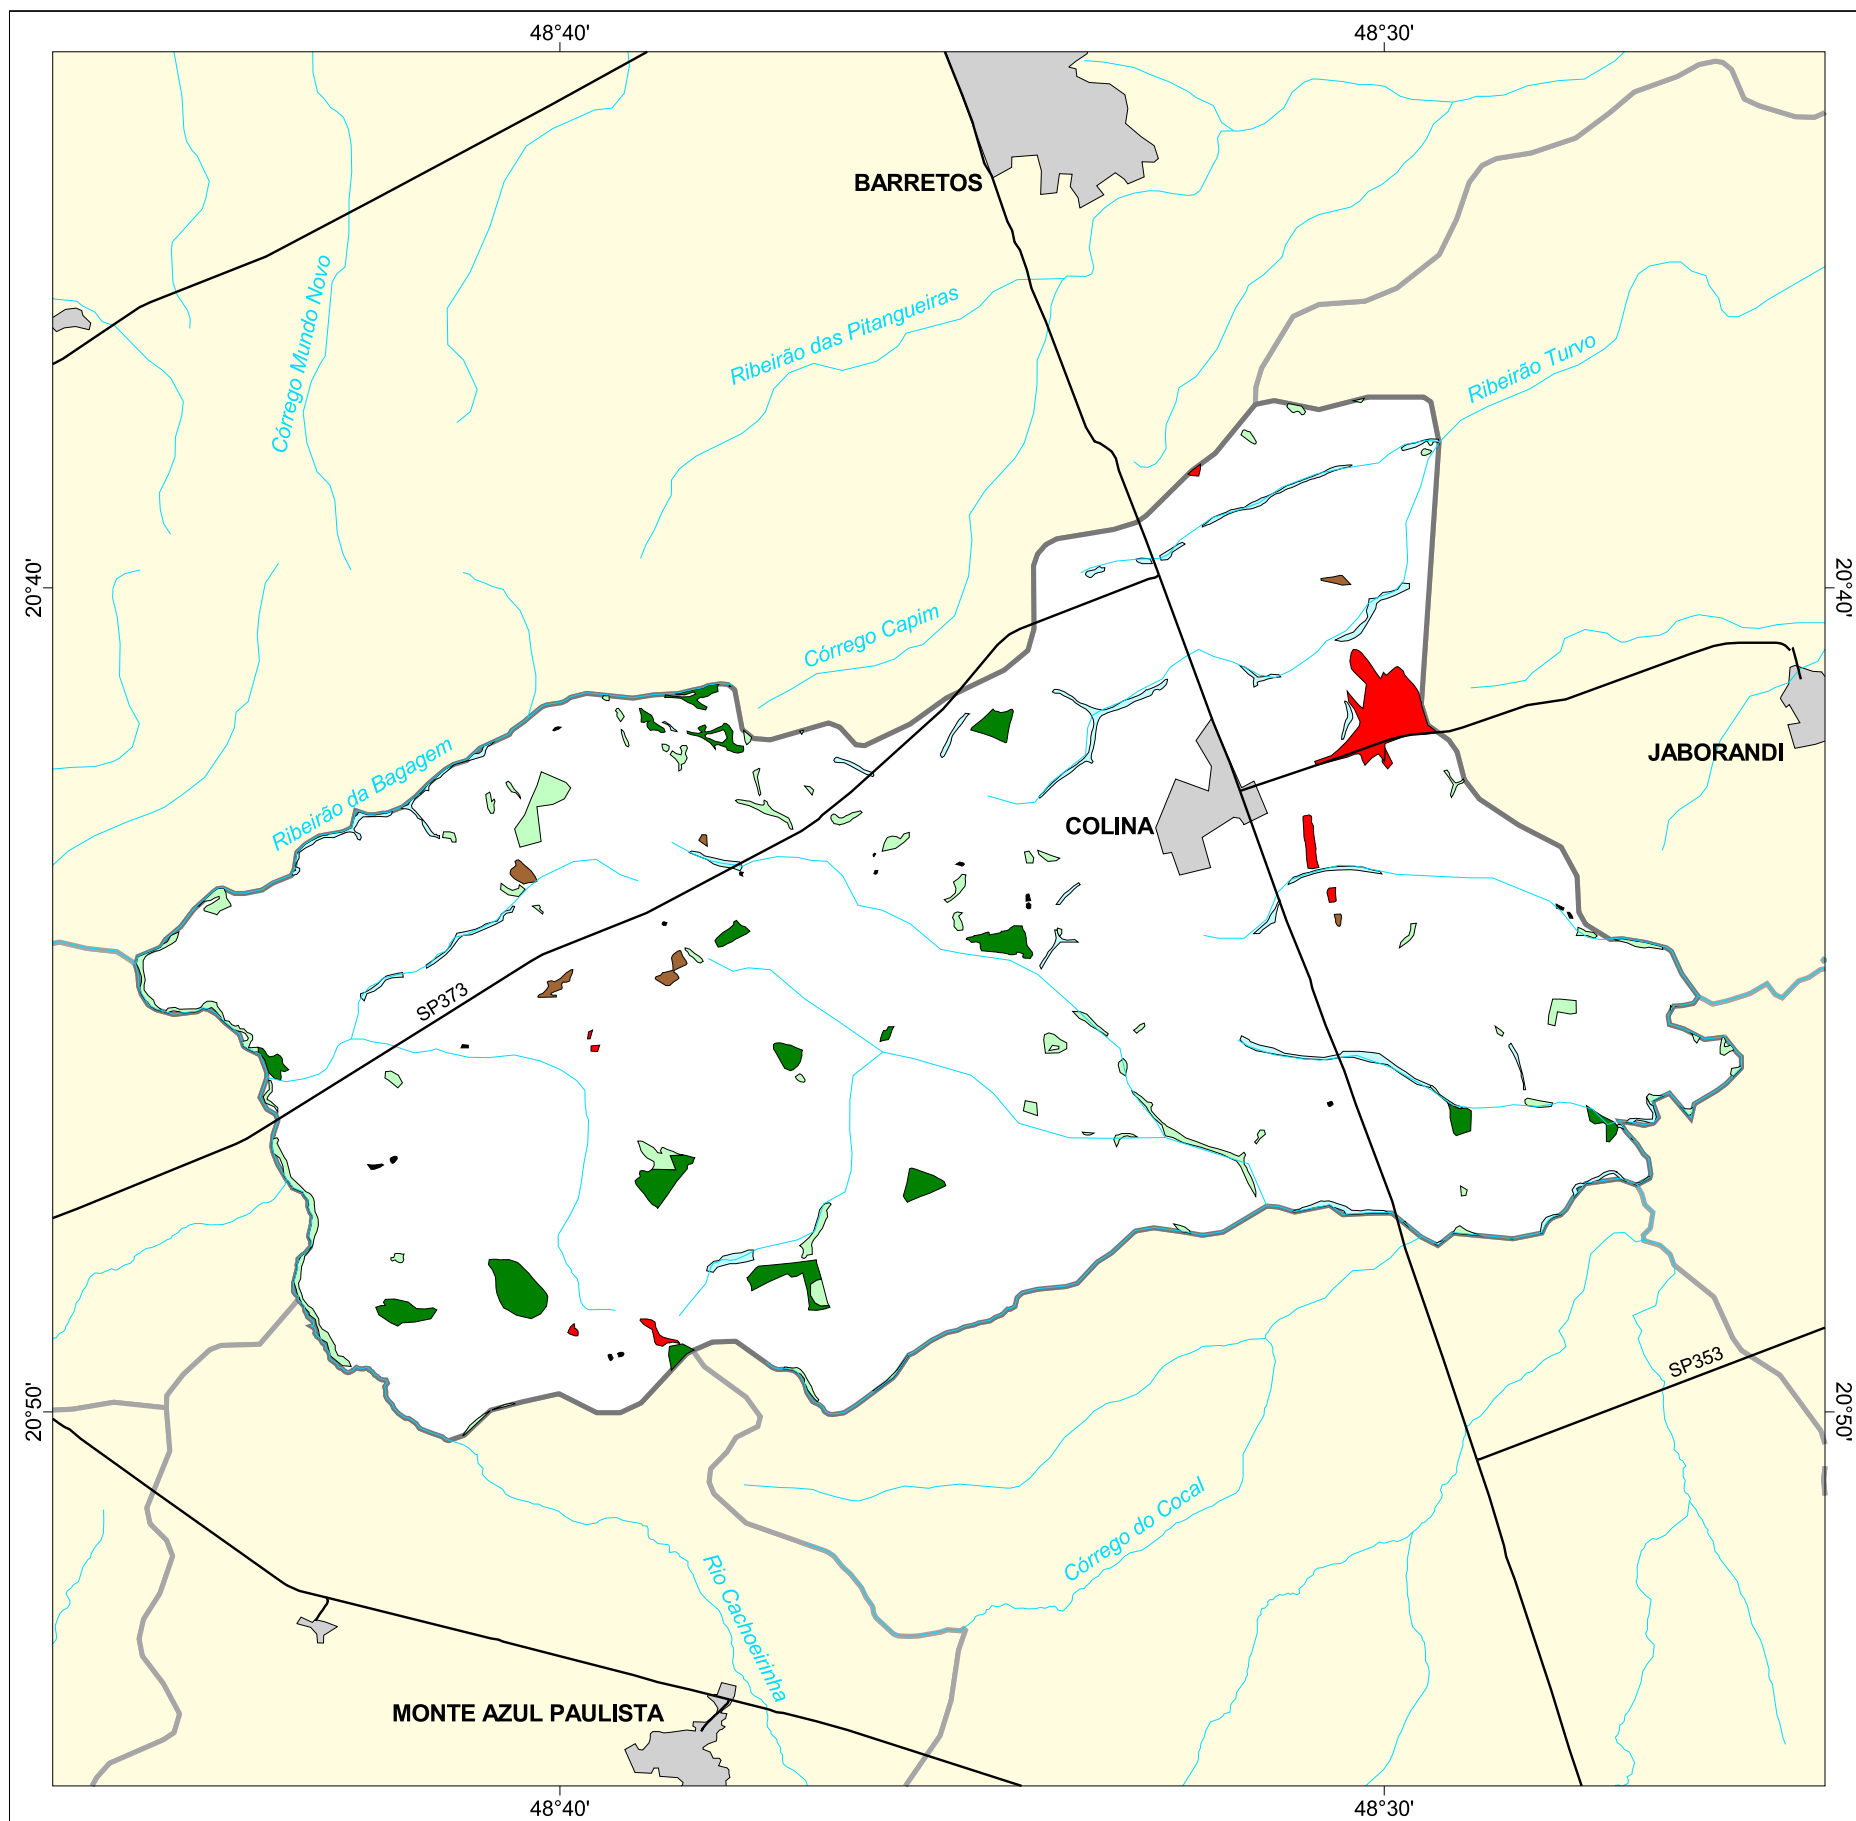 48°40'
48°30'
BARRETOS
Córrego Mundo Novo
Ribeirão das Pitangueiras
Ribeirão Turvo
20°40'
20°40'
Córrego Capim
JABORANDI
Ribeirão da Bagagem
COLINA
SP373
SP353
20°50'
20°50'
Córrego do Cocal
Rio Cachoeirinha
MONTE AZUL PAULISTA
48°40'
48°30'